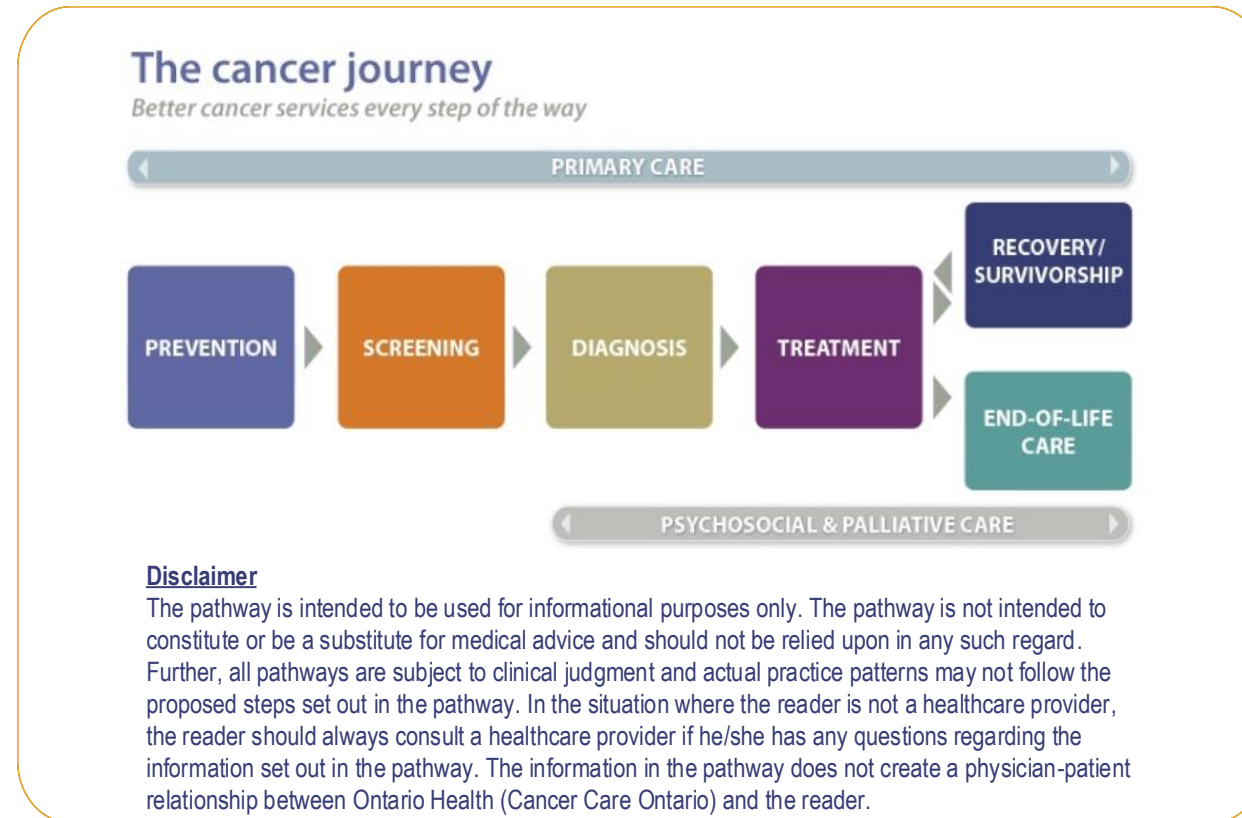 The cancer journey
Better cancer services every step of the way
PRIMARY CARE
PREVENTION
SCREENING
DIAGNOSIS
TREATMENT
RECOVERY/
SURVIVORSHIP
END-OF-LIFE
CARE
PSYCHOSOCIAL & PALLIATIVE CARE
Disclaimer
The pathway is intended to be used for informational purposes only. The pathway is not intended to
constitute or be a substitute for medical advice and should not be relied upon in any such regard.
Further, all pathways are subject to clinical judgment and actual practice patterns may not follow the
proposed steps set out in the pathway. In the situation where the reader is not a healthcare provider,
the reader should always consult a healthcare provider if he/she has any questions regarding the
information set out in the pathway. The information in the pathway does not create a physician-patient
relationship between Ontario Health (Cancer Care Ontario) and the reader.